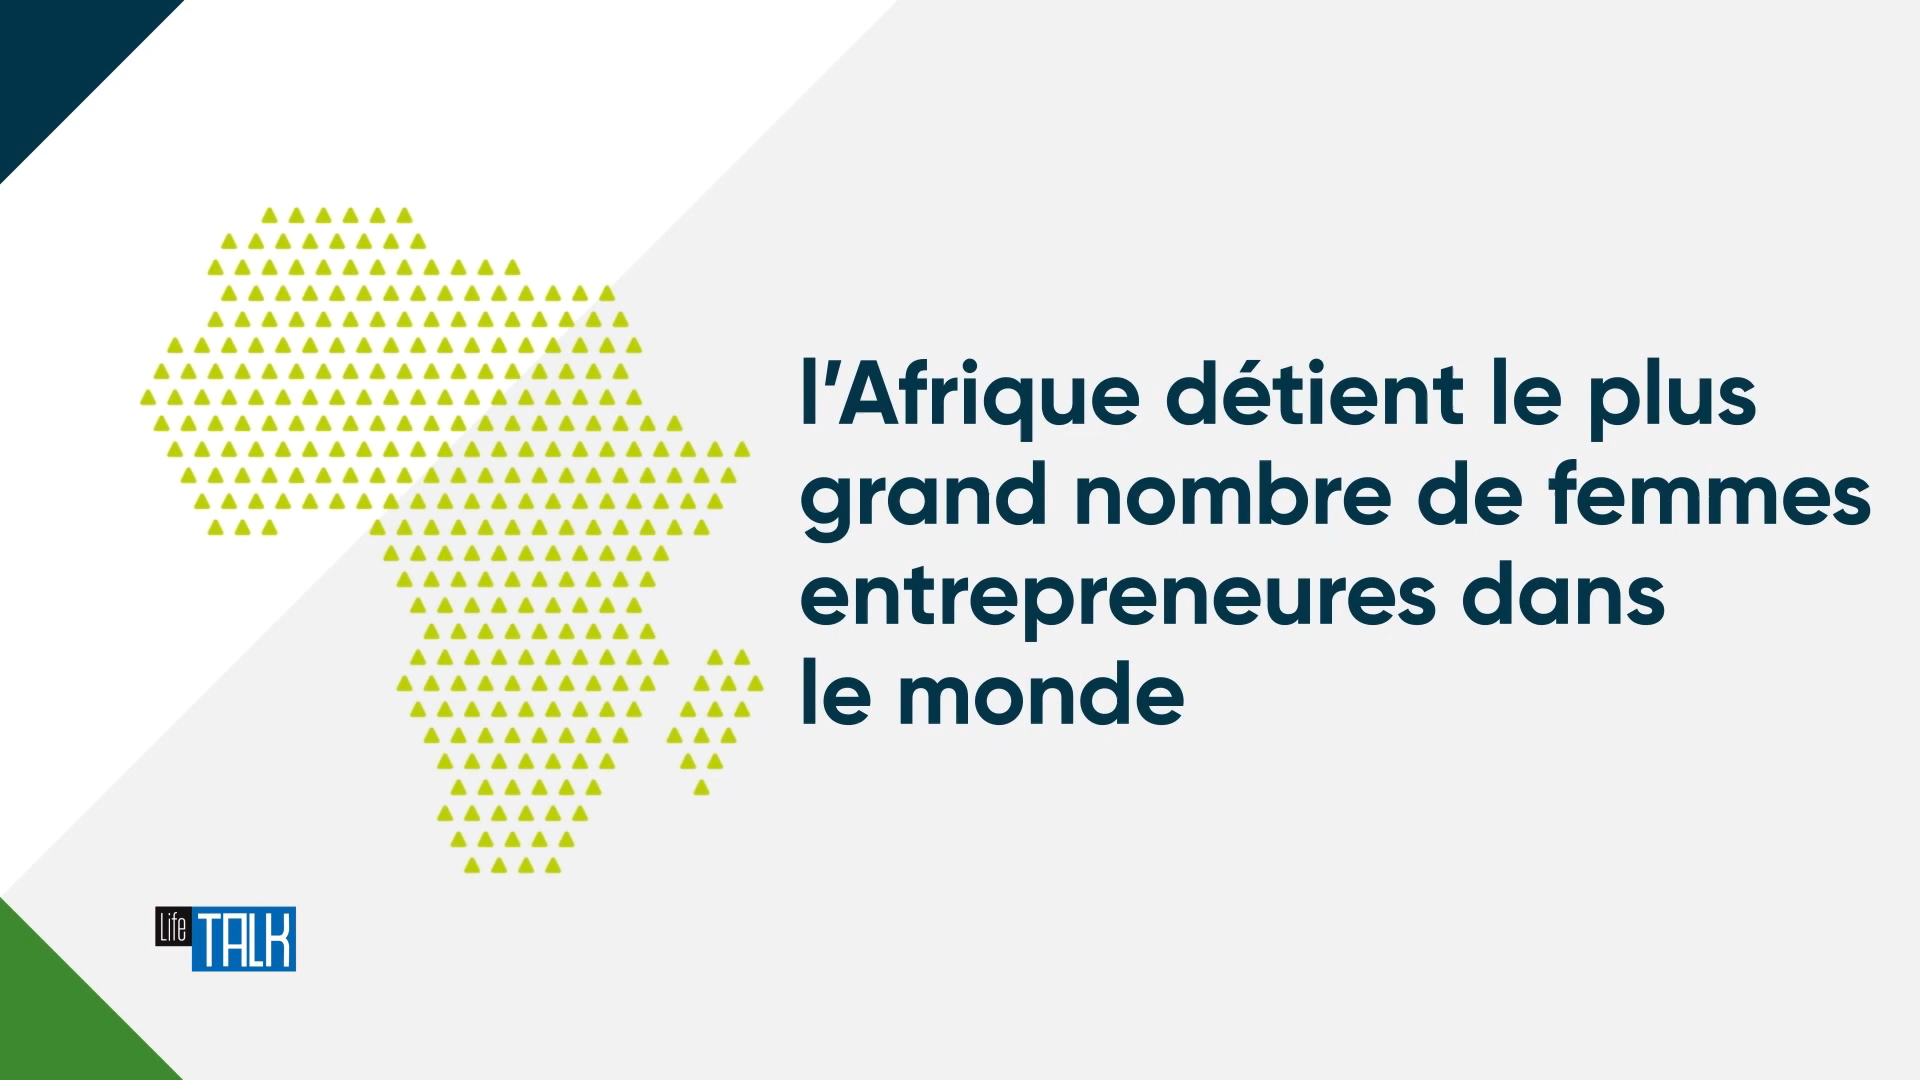 l’Afrique détient le plus
grand nombre de femmes
entrepreneures dans
le monde
Life
TALK